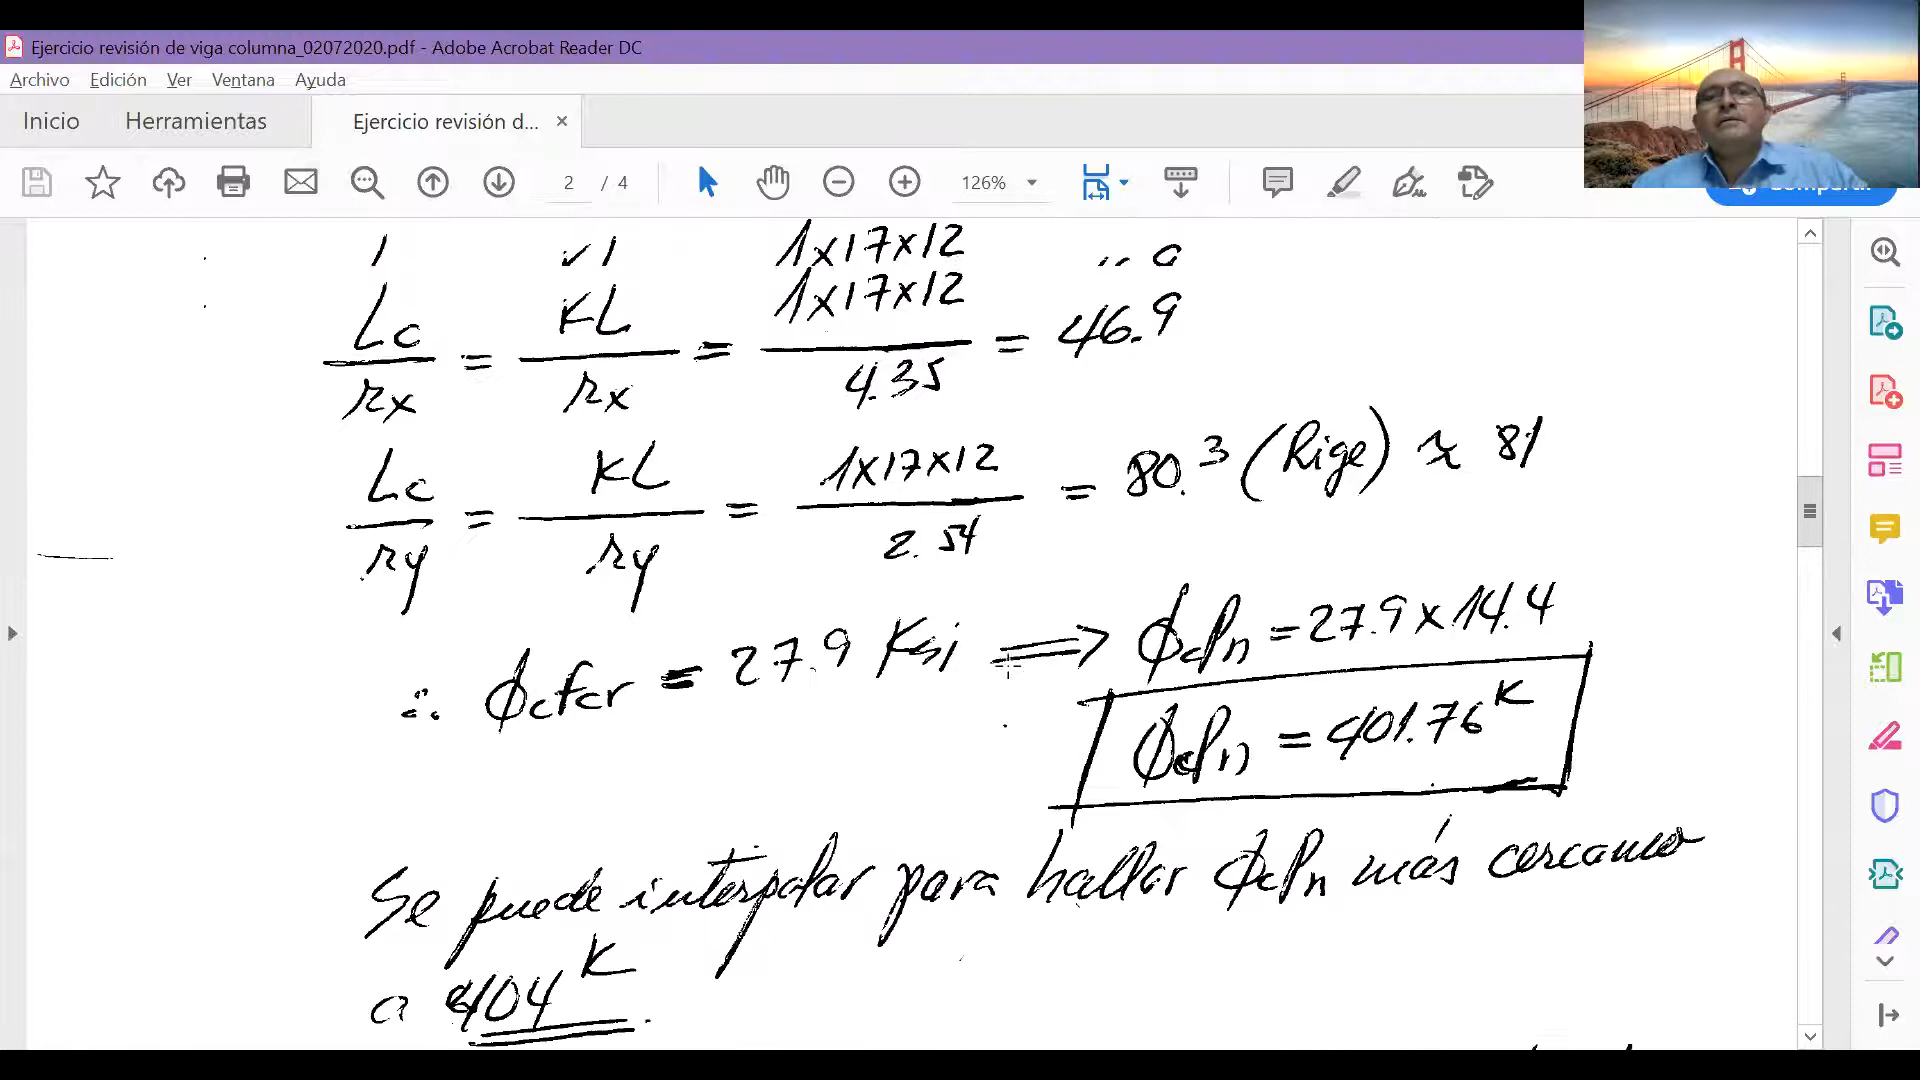 Ejercicio revisión de viga columna_02072020.pdf - Adobe Acrobat Reader DC
Archivo Edición Ver Ventana Ayuda
Inicio Herramientas Ejercicio revisión d... ×
2 / 4 126%
1x17x12
Lc/rx = KL/rx = 1x17x12/4.35 = 46.9
Lc/ry = KL/ry = 1x17x12/2.54 = 80.3 (Rige) ≈ 81
∴ ϕcfcr = 27.9 Ksi ⟹ ϕcPn = 27.9 x 14.4
ϕcPn = 401.76 K
Se puede interpolar para hallar ϕcPn más cercano
a 404 K.